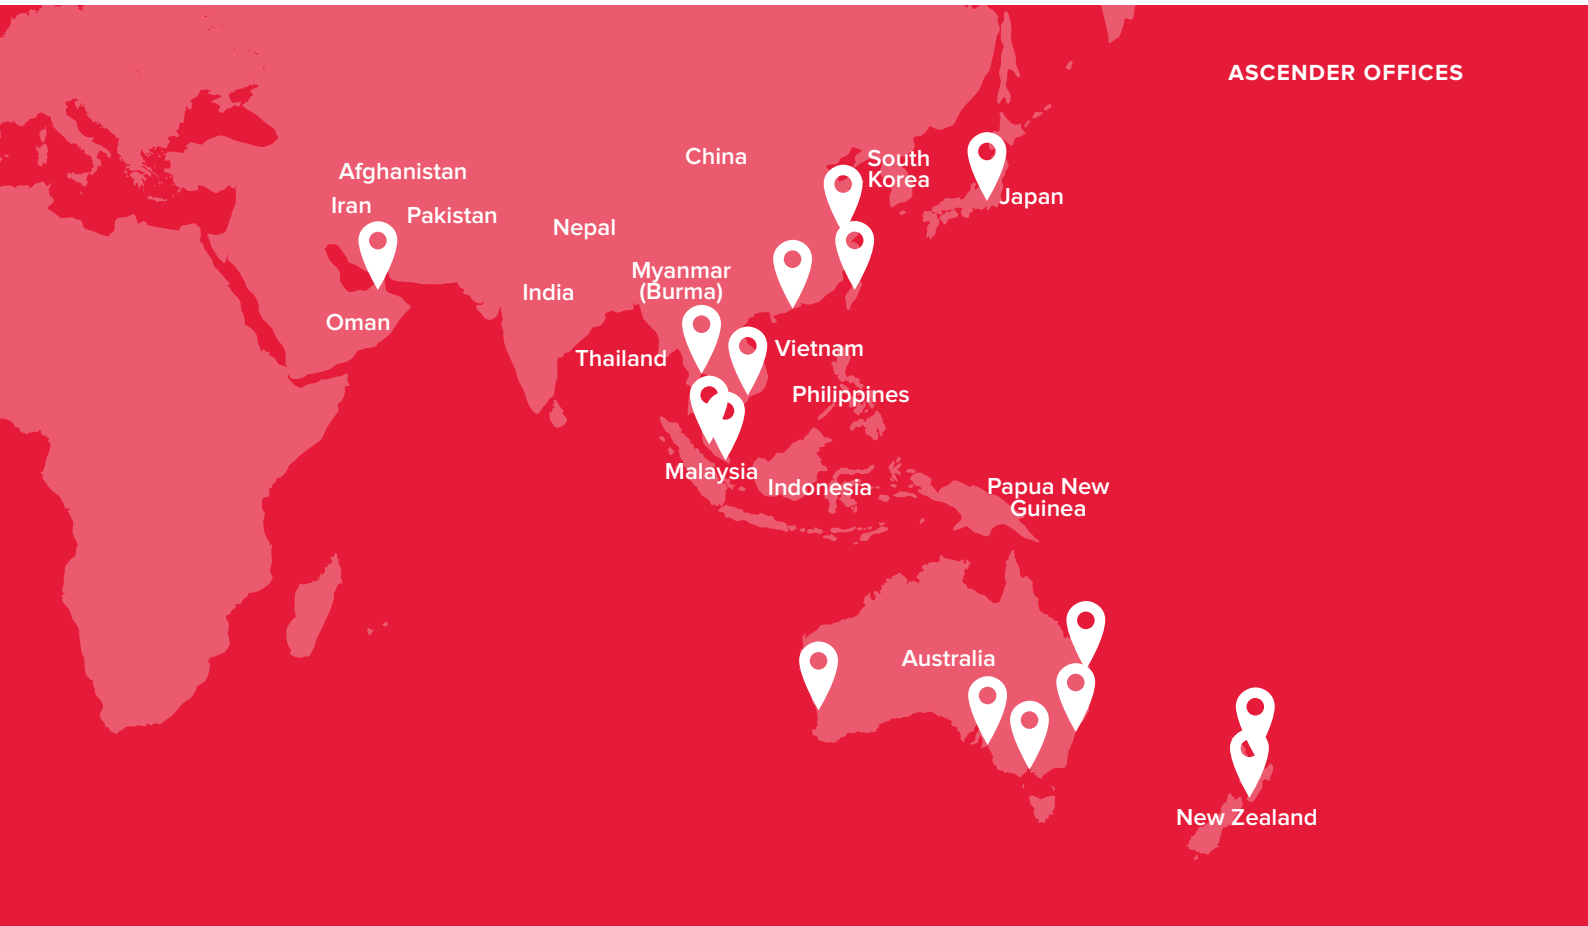 ASCENDER OFFICES
China
South
Korea
Afghanistan
Japan
Iran
Pakistan
Nepal
Myanmar
(Burma)
India
Oman
Vietnam
Thailand
Philippines
Malaysia
Indonesia
Papua New
Guinea
Australia
New Zealand